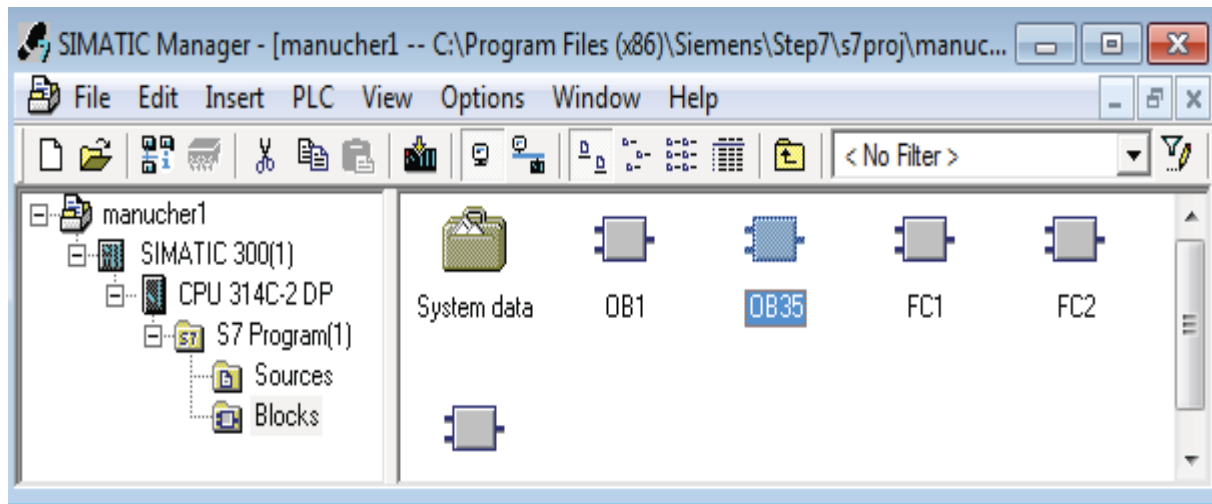 SIMATIC Manager - [manucher1 -- C:\Program Files (x86)\Siemens\Step7\s7proj\manuc...
File Edit Insert PLC View Options Window Help
< No Filter >
manucher1
SIMATIC 300(1)
CPU 314C-2 DP
S7 Program(1)
Sources
Blocks
System data
OB1
OB35
FC1
FC2